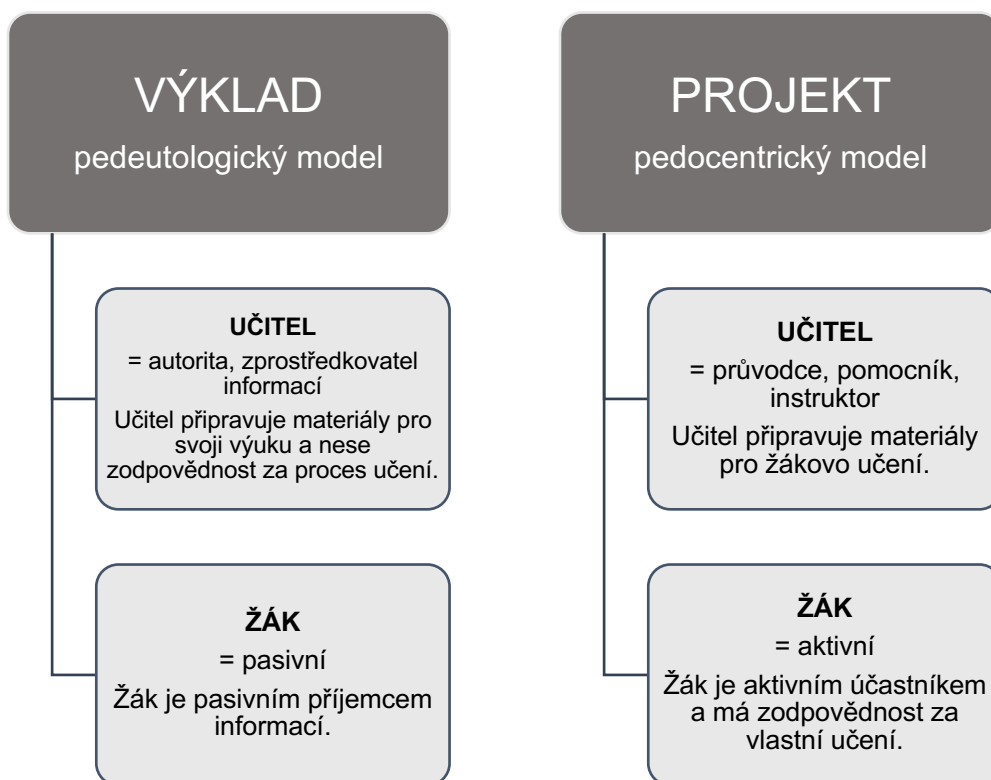 VÝKLAD
pedeutologický model
UČITEL
= autorita, zprostředkovatel
informací
Učitel připravuje materiály pro
svoji výuku a nese
zodpovědnost za proces učení.
ŽÁK
= pasivní
Žák je pasivním příjemcem
informací.
PROJEKT
pedocentrický model
UČITEL
= průvodce, pomocník,
instruktor
Učitel připravuje materiály
pro žákovo učení.
ŽÁK
= aktivní
Žák je aktivním účastníkem
a má zodpovědnost za
vlastní učení.